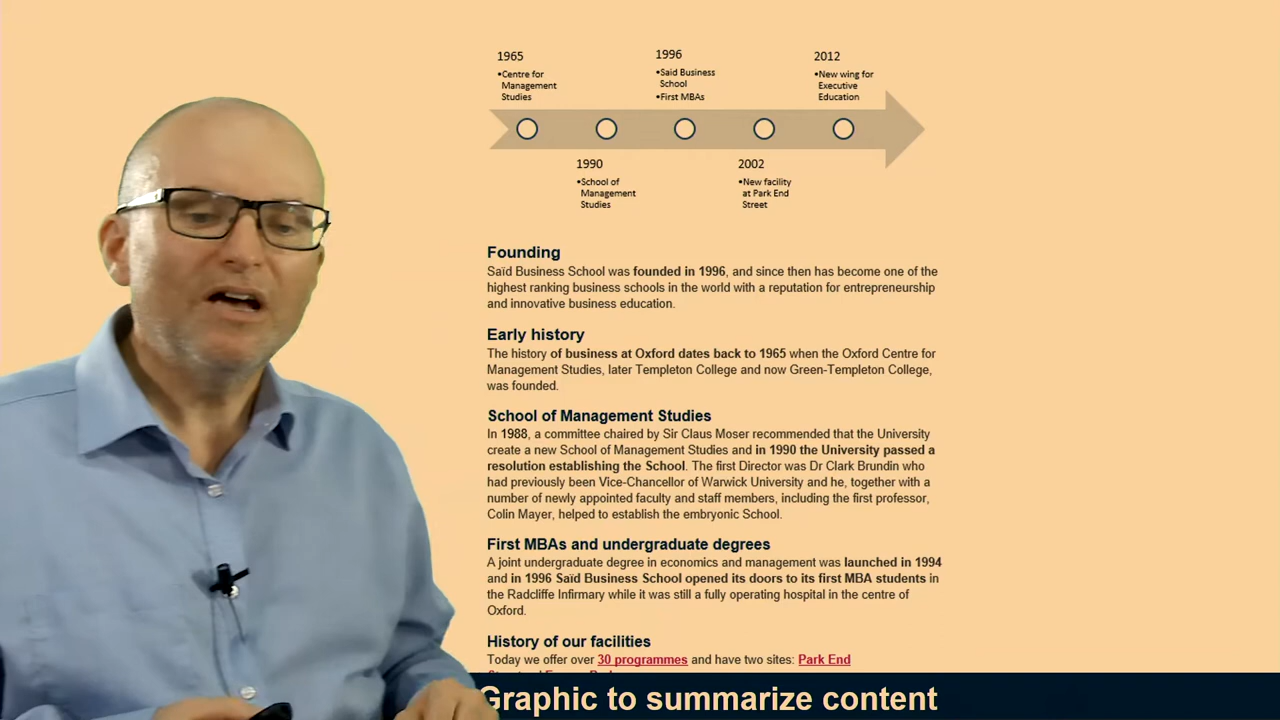 1965
•Centre for
Management
Studies
1996
•Said Business
School
•First MBAs
2012
•New wing for
Executive
Education
1990
•School of
Management
Studies
2002
•New facility
at Park End
Street
Founding
Saïd Business School was founded in 1996, and since then has become one of the
highest ranking business schools in the world with a reputation for entrepreneurship
and innovative business education.
Early history
The history of business at Oxford dates back to 1965 when the Oxford Centre for
Management Studies, later Templeton College and now Green-Templeton College,
was founded.
School of Management Studies
In 1988, a committee chaired by Sir Claus Moser recommended that the University
create a new School of Management Studies and in 1990 the University passed a
resolution establishing the School. The first Director was Dr Clark Brundin who
had previously been Vice-Chancellor of Warwick University and he, together with a
number of newly appointed faculty and staff members, including the first professor,
Colin Mayer, helped to establish the embryonic School.
First MBAs and undergraduate degrees
A joint undergraduate degree in economics and management was launched in 1994
and in 1996 Saïd Business School opened its doors to its first MBA students in
the Radcliffe Infirmary while it was still a fully operating hospital in the centre of
Oxford.
History of our facilities
Today we offer over 30 programmes and have two sites: Park End
Graphic to summarize content